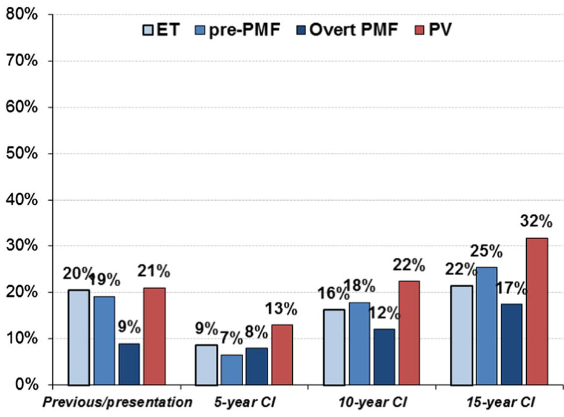 80%
ET pre-PMF Overt PMF PV
70%
60%
50%
40%
30%
20%
10%
0%
20% 19% 9% 21%
9% 7% 8% 13%
16% 18% 12% 22%
22% 25% 17% 32%
Previous/presentation 5-year CI 10-year CI 15-year CI